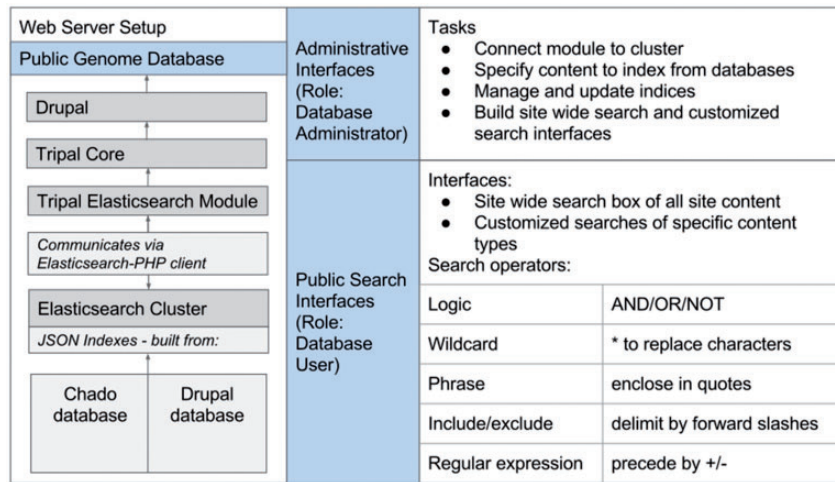 Web Server Setup
Public Genome Database
Drupal
Tripal Core
Tripal Elasticsearch Module
Communicates via
Elasticsearch-PHP client
Elasticsearch Cluster
JSON Indexes - built from:
Chado
database
Drupal
database
Administrative
Interfaces
(Role:
Database
Administrator)
Tasks
● Connect module to cluster
● Specify content to index from databases
● Manage and update indices
● Build site wide search and customized
search interfaces
Public Search
Interfaces
(Role:
Database
User)
Interfaces:
● Site wide search box of all site content
● Customized searches of specific content
types
Search operators:
Logic AND/OR/NOT
Wildcard * to replace characters
Phrase enclose in quotes
Include/exclude delimit by forward slashes
Regular expression precede by +/-